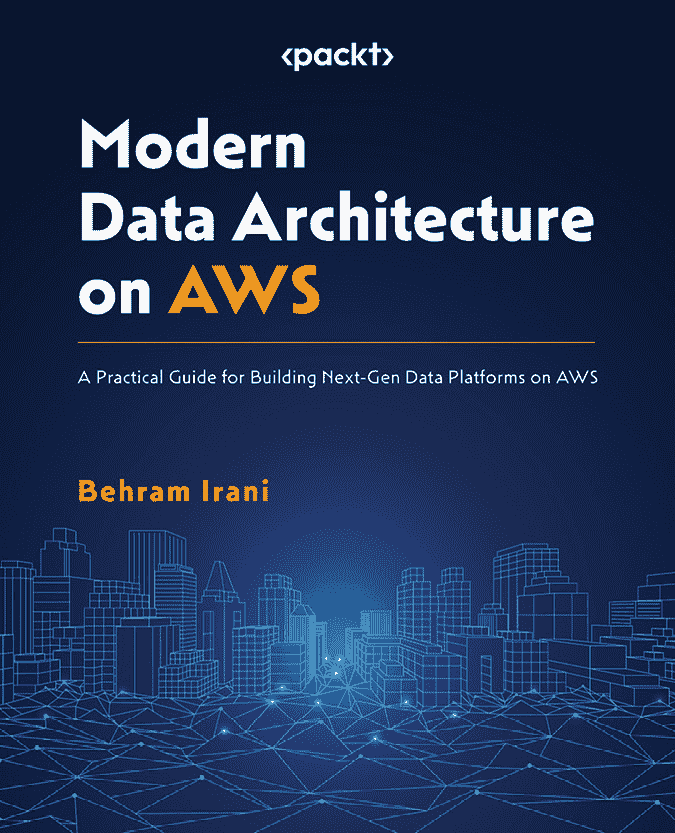 <packt>
Modern
Data Architecture
on AWS
A Practical Guide for Building Next-Gen Data Platforms on AWS
Behram Irani